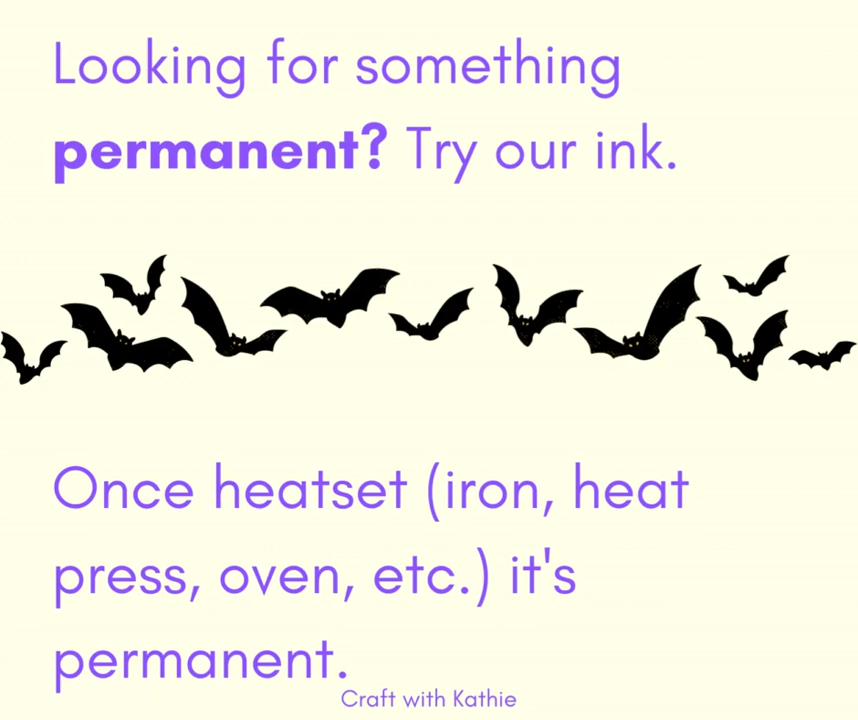 Looking for something
permanent? Try our ink.
Once heatset (iron, heat
press, oven, etc.) it's
permanent.
Craft with Kathie